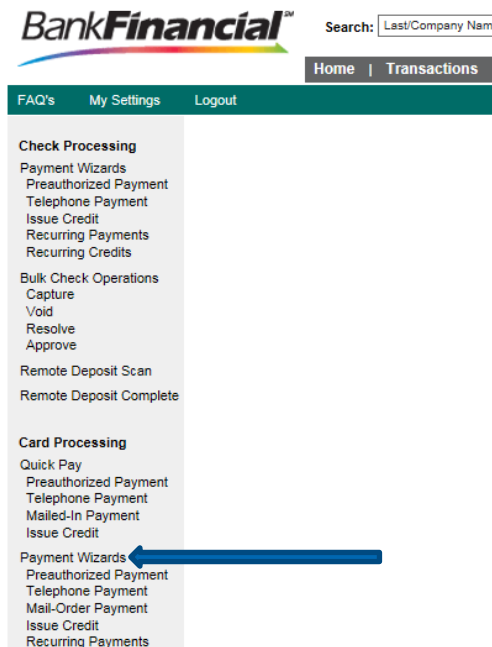 BankFinancial℠
Search: Last/Company Nam
Home | Transactions
FAQ's My Settings Logout
Check Processing
Payment Wizards
Preauthorized Payment
Telephone Payment
Issue Credit
Recurring Payments
Recurring Credits
Bulk Check Operations
Capture
Void
Resolve
Approve
Remote Deposit Scan
Remote Deposit Complete
Card Processing
Quick Pay
Preauthorized Payment
Telephone Payment
Mailed-In Payment
Issue Credit
Payment Wizards
Preauthorized Payment
Telephone Payment
Mail-Order Payment
Issue Credit
Recurring Payments